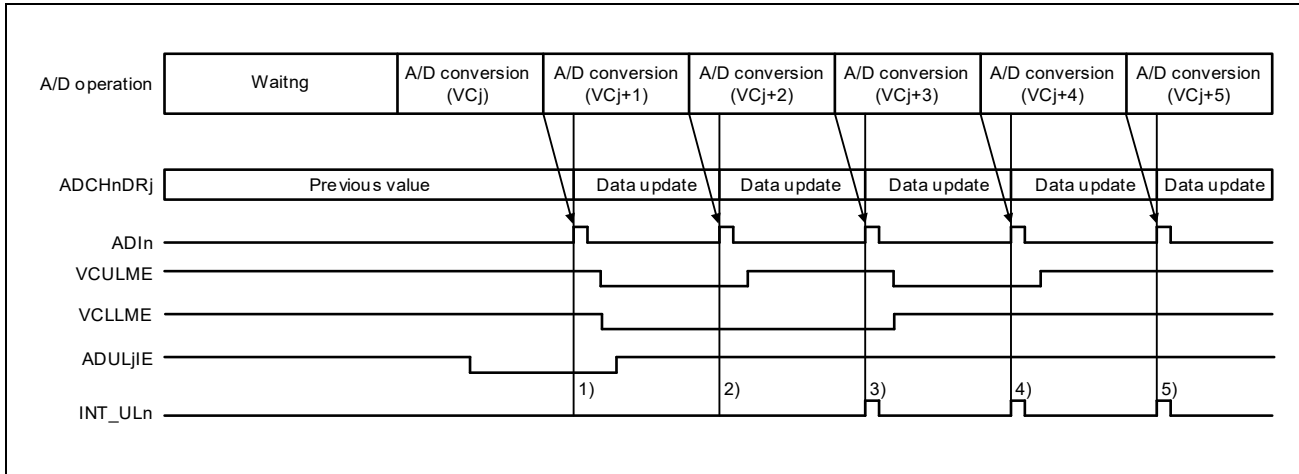 A/D operation
Waitng
A/D conversion
(VCj)
A/D conversion
(VCj+1)
A/D conversion
(VCj+2)
A/D conversion
(VCj+3)
A/D conversion
(VCj+4)
A/D conversion
(VCj+5)
ADCHnDRj
Previous value
Data update
Data update
Data update
Data update
Data update
ADIn
VCULME
VCLLME
ADULjIE
1)
2)
3)
4)
5)
INT_ULn